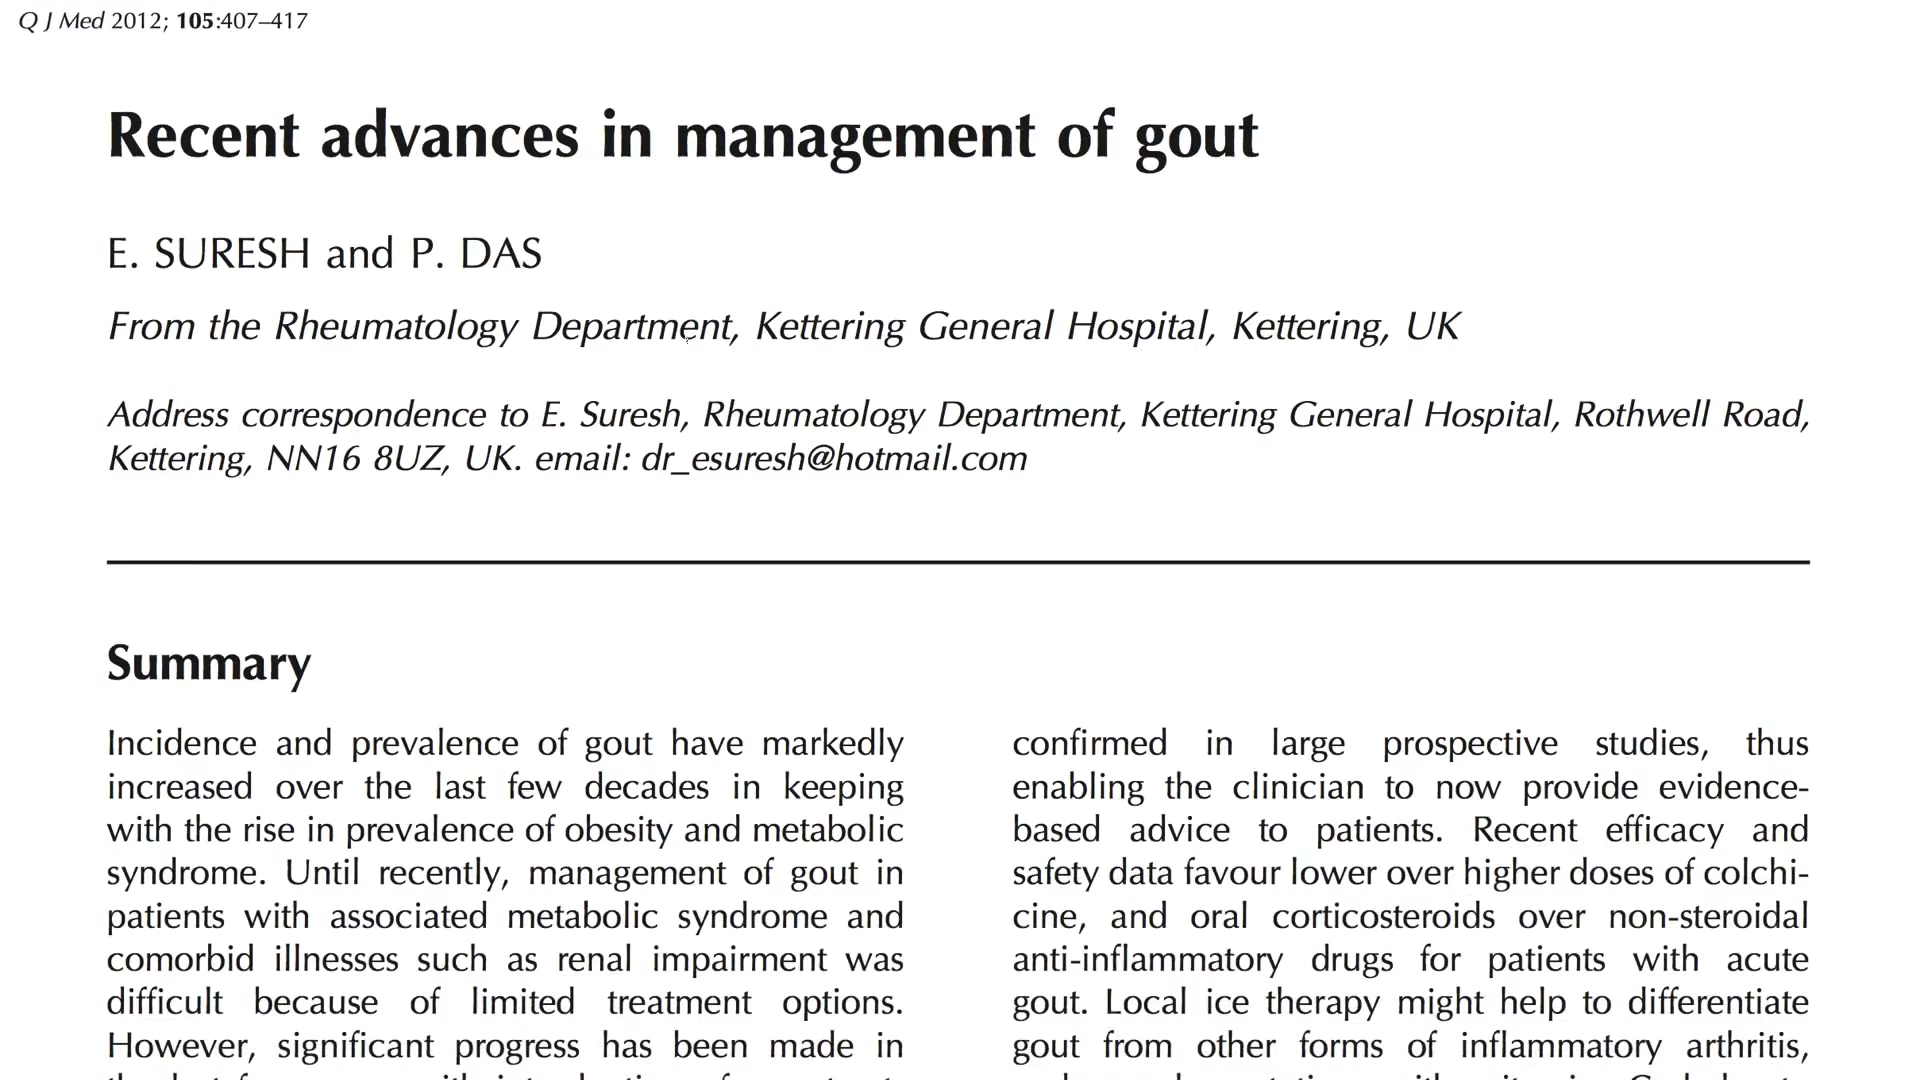 Q J Med 2012; 105:407–417
Recent advances in management of gout
E. SURESH and P. DAS
From the Rheumatology Department, Kettering General Hospital, Kettering, UK
Address correspondence to E. Suresh, Rheumatology Department, Kettering General Hospital, Rothwell Road,
Kettering, NN16 8UZ, UK. email: dr_esuresh@hotmail.com
Summary
Incidence and prevalence of gout have markedly
increased over the last few decades in keeping
with the rise in prevalence of obesity and metabolic
syndrome. Until recently, management of gout in
patients with associated metabolic syndrome and
comorbid illnesses such as renal impairment was
difficult because of limited treatment options.
However, significant progress has been made in
confirmed in large prospective studies, thus
enabling the clinician to now provide evidence-
based advice to patients. Recent efficacy and
safety data favour lower over higher doses of colchi-
cine, and oral corticosteroids over non-steroidal
anti-inflammatory drugs for patients with acute
gout. Local ice therapy might help to differentiate
gout from other forms of inflammatory arthritis,